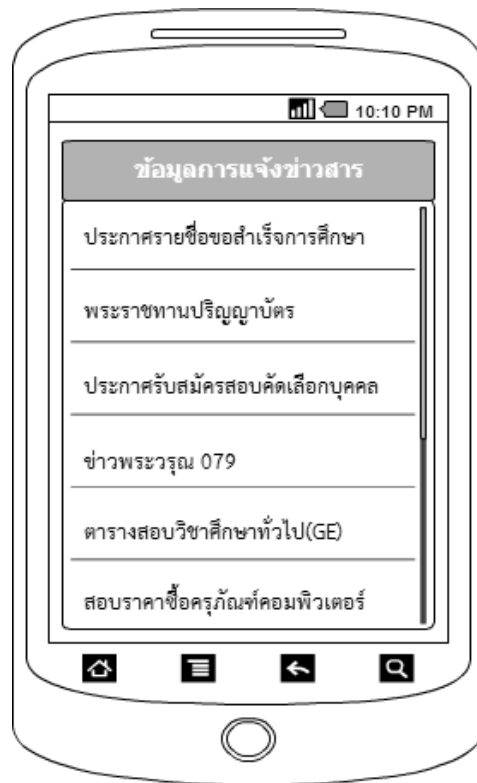 10:10 PM
ข้อมูลการแจ้งข่าวสาร
ประกาศรายชื่อขอสำเร็จการศึกษา
พระราชทานปริญญาบัตร
ประกาศรับสมัครสอบคัดเลือกบุคคล
ข่าวพระวรุณ 079
ตารางสอบวิชาศึกษาทั่วไป(GE)
สอบราคาซื้อครุภัณฑ์คอมพิวเตอร์